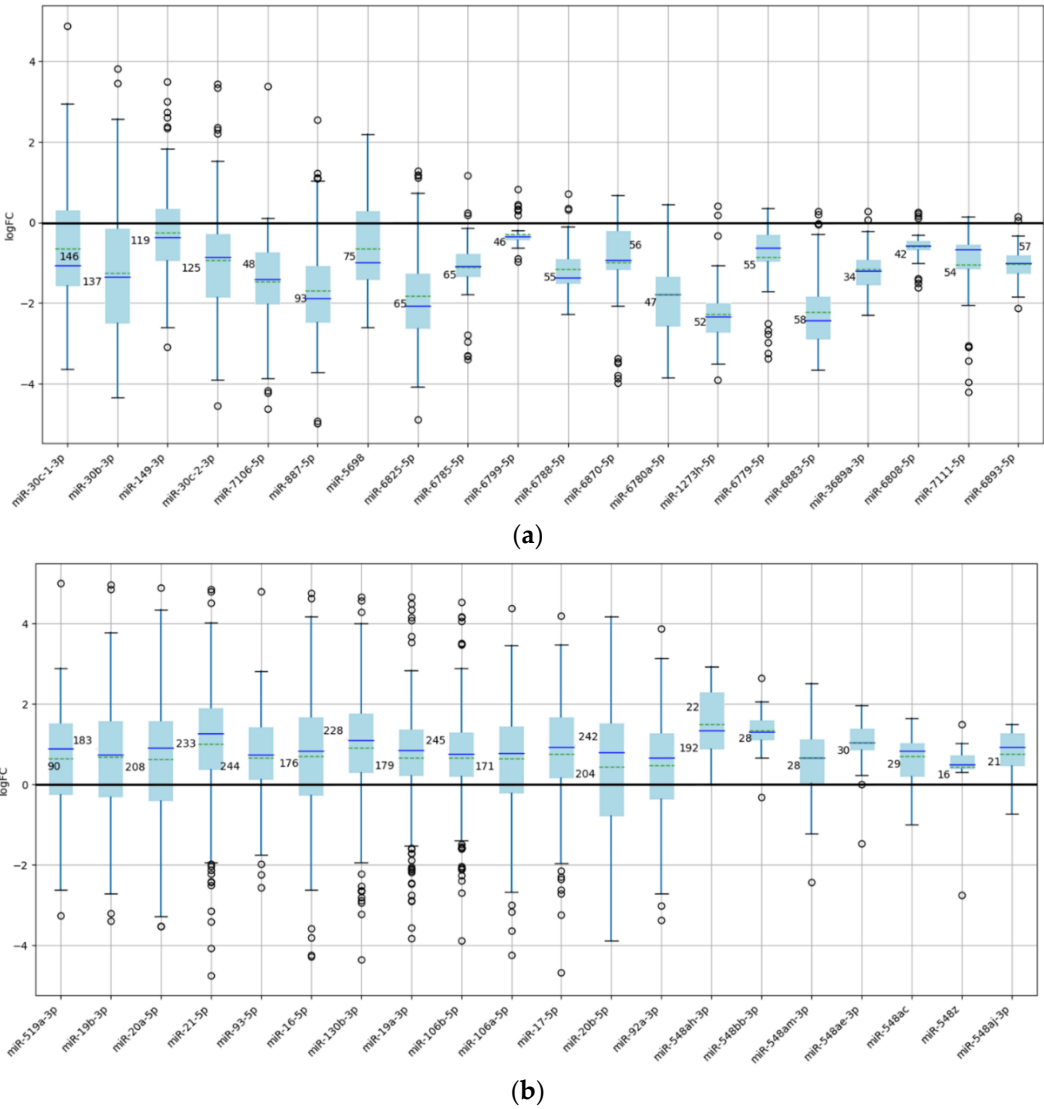 4
2
0
−2
−4
logFC
146
137
119
125
48
93
75
65
65
46
55
56
47
52
55
58
34
42
54
57
miR-30c-1-3p
miR-30b-3p
miR-149-3p
miR-30c-2-3p
miR-7106-5p
miR-887-5p
miR-5698
miR-6825-5p
miR-6785-5p
miR-6799-5p
miR-6788-5p
miR-6870-5p
miR-6780a-5p
miR-1273h-5p
miR-6779-5p
miR-6883-5p
miR-3689a-3p
miR-6808-5p
miR-7111-5p
miR-6893-5p
(a)
4
2
0
−2
−4
logFC
90
183
208
233
244
176
228
179
245
171
242
204
192
22
28
28
30
29
16
21
miR-519a-3p
miR-19b-3p
miR-20a-5p
miR-21-5p
miR-93-5p
miR-16-5p
miR-130b-3p
miR-19a-3p
miR-106b-5p
miR-106a-5p
miR-17-5p
miR-20b-5p
miR-92a-3p
miR-548ah-3p
miR-548bb-3p
miR-548am-3p
miR-548ae-3p
miR-548ac
miR-548z
miR-548aj-3p
(b)